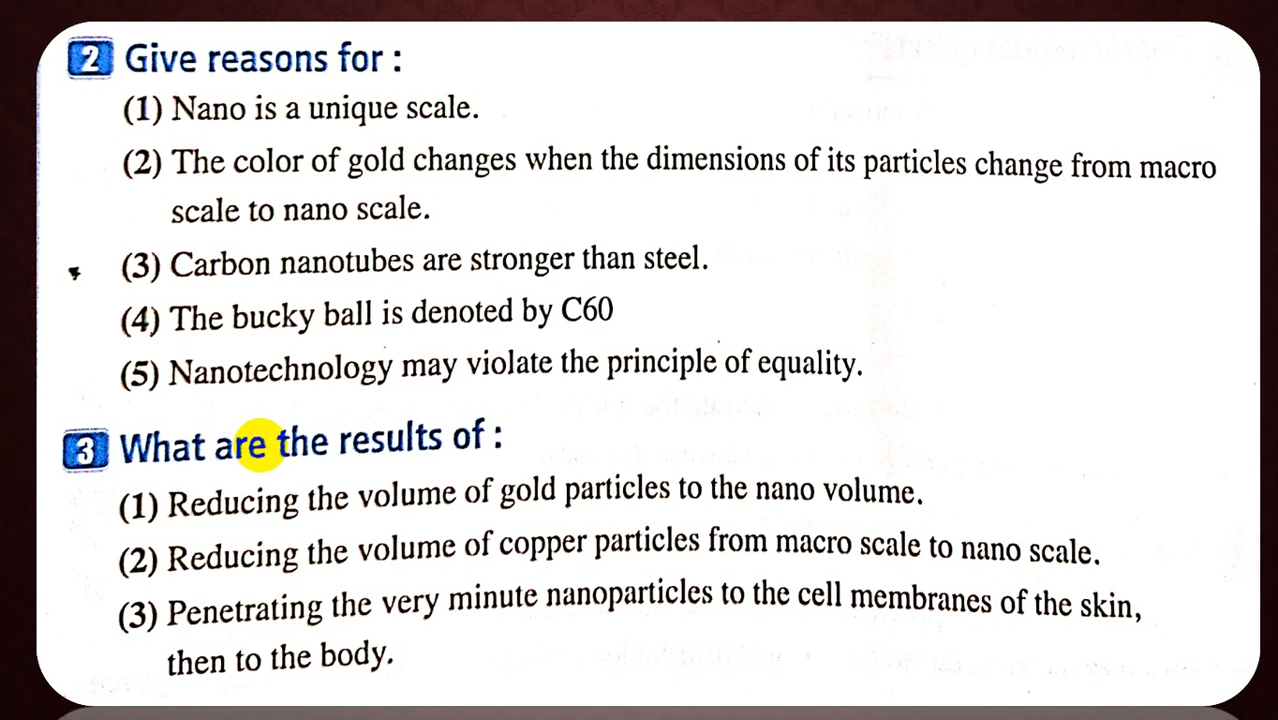 2 Give reasons for :
(1) Nano is a unique scale.
(2) The color of gold changes when the dimensions of its particles change from macro
scale to nano scale.
(3) Carbon nanotubes are stronger than steel.
(4) The bucky ball is denoted by C60
(5) Nanotechnology may violate the principle of equality.
3 What are the results of :
(1) Reducing the volume of gold particles to the nano volume.
(2) Reducing the volume of copper particles from macro scale to nano scale.
(3) Penetrating the very minute nanoparticles to the cell membranes of the skin,
then to the body.